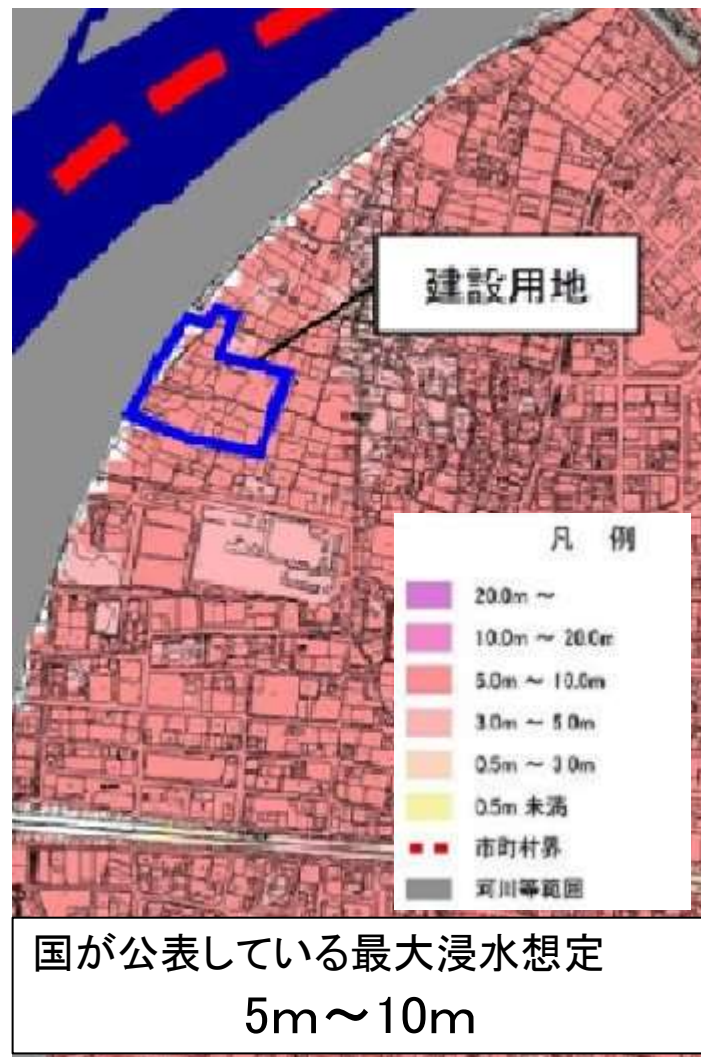 建設用地
凡 例
20.0m ～
10.0m ～ 20.0m
5.0m ～ 10.0m
3.0m ～ 5.0m
0.5m ～ 3.0m
0.5m 未満
市町村界
河川等範囲
国が公表している最大浸水想定
5m～10m